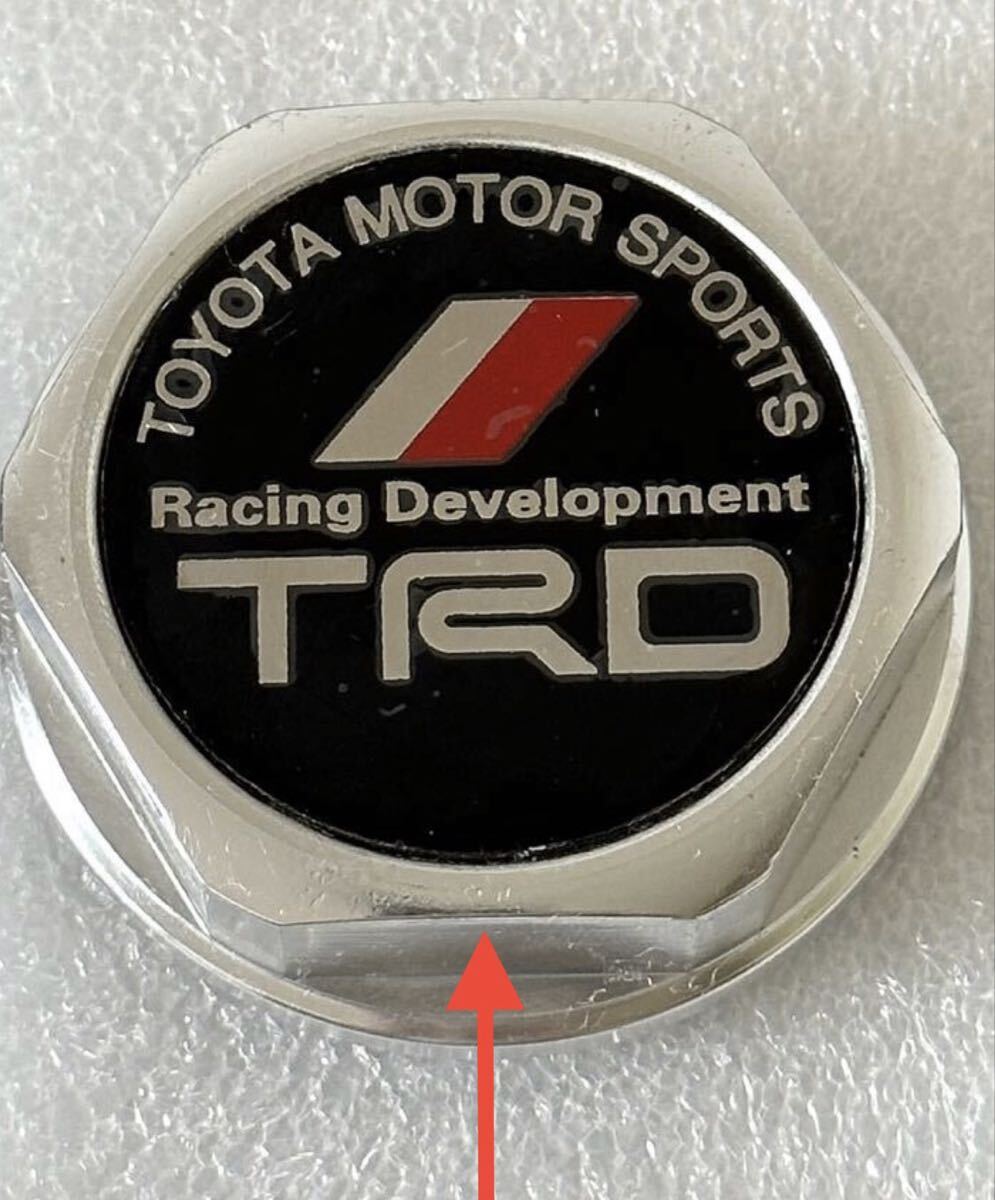 TOYOTA MOTOR SPORTS
Racing Development
TRD